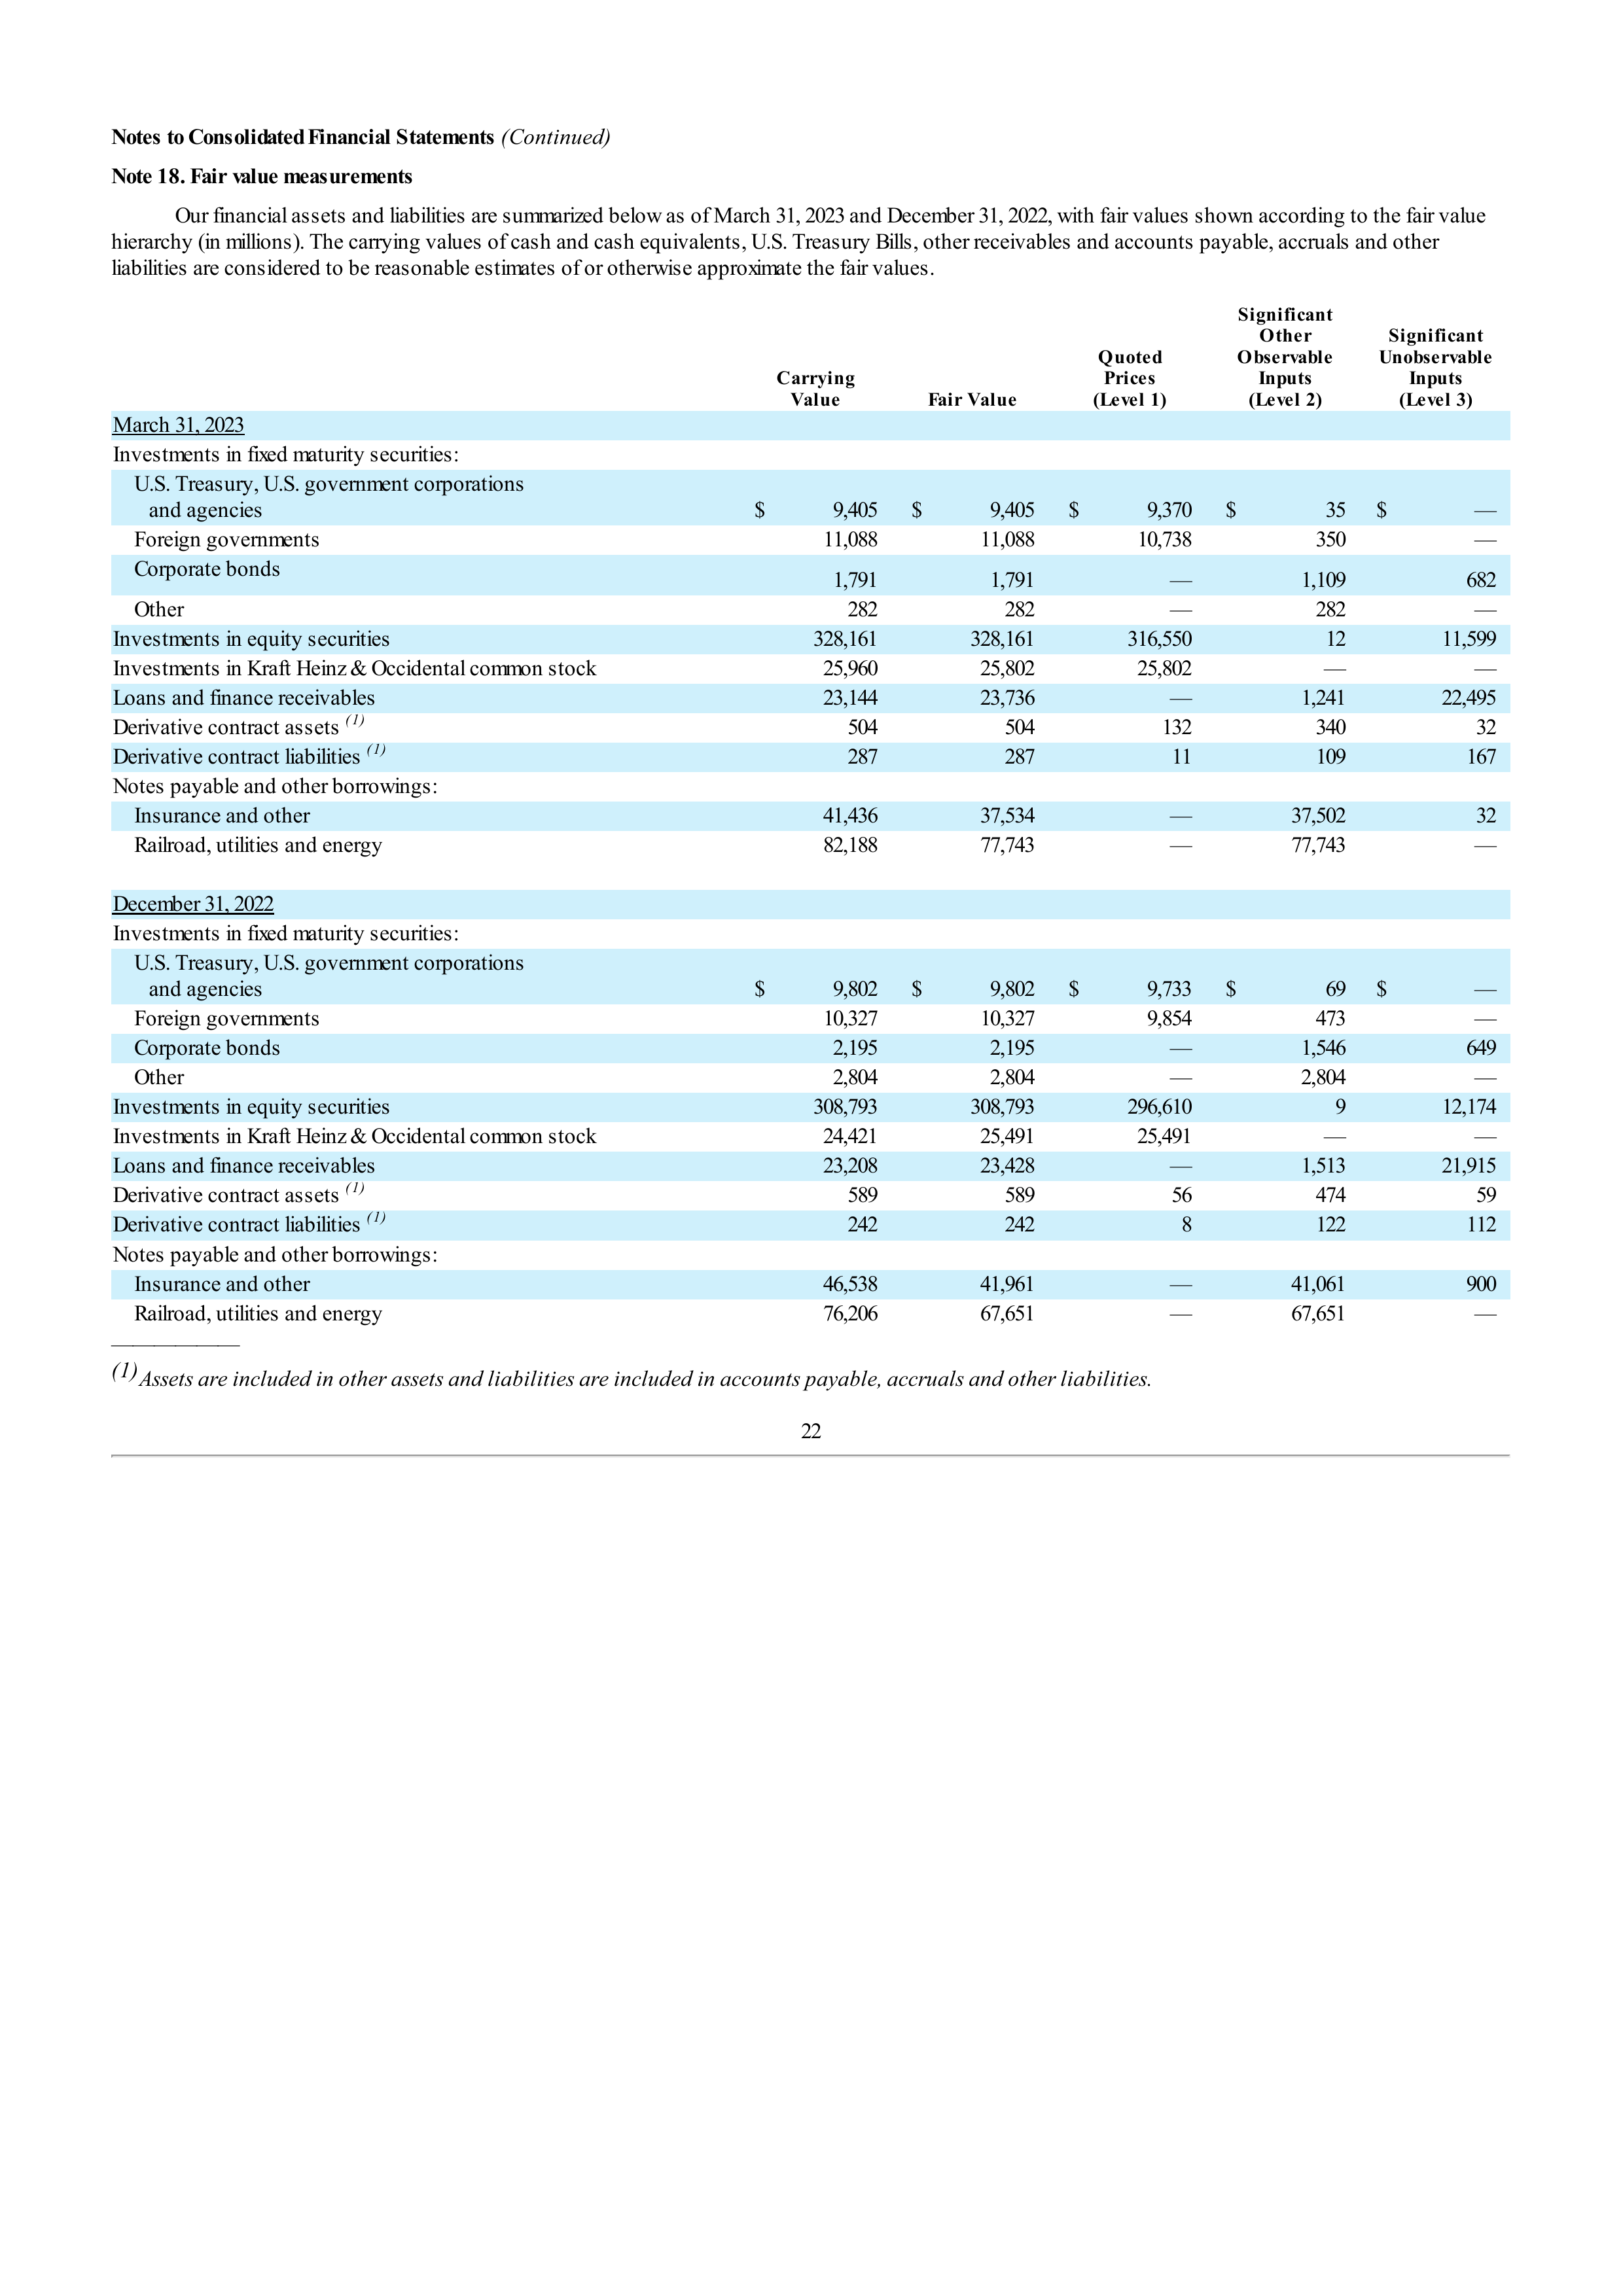 Notes to Consolidated Financial Statements (Continued)
Note 18. Fair value measurements
Our financial assets and liabilities are summarized below as of March 31, 2023 and December 31, 2022, with fair values shown according to the fair value
hierarchy (in millions). The carrying values of cash and cash equivalents, U.S. Treasury Bills, other receivables and accounts payable, accruals and other
liabilities are considered to be reasonable estimates of or otherwise approximate the fair values.
Carrying Value Fair Value Quoted Prices (Level 1) Significant Other Observable Inputs (Level 2) Significant Unobservable Inputs (Level 3)
March 31, 2023
Investments in fixed maturity securities:
U.S. Treasury, U.S. government corporations
and agencies $ 9,405 $ 9,405 $ 9,370 $ 35 $ —
Foreign governments 11,088 11,088 10,738 350 —
Corporate bonds 1,791 1,791 — 1,109 682
Other 282 282 — 282 —
Investments in equity securities 328,161 328,161 316,550 12 11,599
Investments in Kraft Heinz & Occidental common stock 25,960 25,802 25,802 — —
Loans and finance receivables 23,144 23,736 — 1,241 22,495
Derivative contract assets (1) 504 504 132 340 32
Derivative contract liabilities (1) 287 287 11 109 167
Notes payable and other borrowings:
Insurance and other 41,436 37,534 — 37,502 32
Railroad, utilities and energy 82,188 77,743 — 77,743 —
December 31, 2022
Investments in fixed maturity securities:
U.S. Treasury, U.S. government corporations
and agencies $ 9,802 $ 9,802 $ 9,733 $ 69 $ —
Foreign governments 10,327 10,327 9,854 473 —
Corporate bonds 2,195 2,195 — 1,546 649
Other 2,804 2,804 — 2,804 —
Investments in equity securities 308,793 308,793 296,610 9 12,174
Investments in Kraft Heinz & Occidental common stock 24,421 25,491 25,491 — —
Loans and finance receivables 23,208 23,428 — 1,513 21,915
Derivative contract assets (1) 589 589 56 474 59
Derivative contract liabilities (1) 242 242 8 122 112
Notes payable and other borrowings:
Insurance and other 46,538 41,961 — 41,061 900
Railroad, utilities and energy 76,206 67,651 — 67,651 —
(1) Assets are included in other assets and liabilities are included in accounts payable, accruals and other liabilities.
22